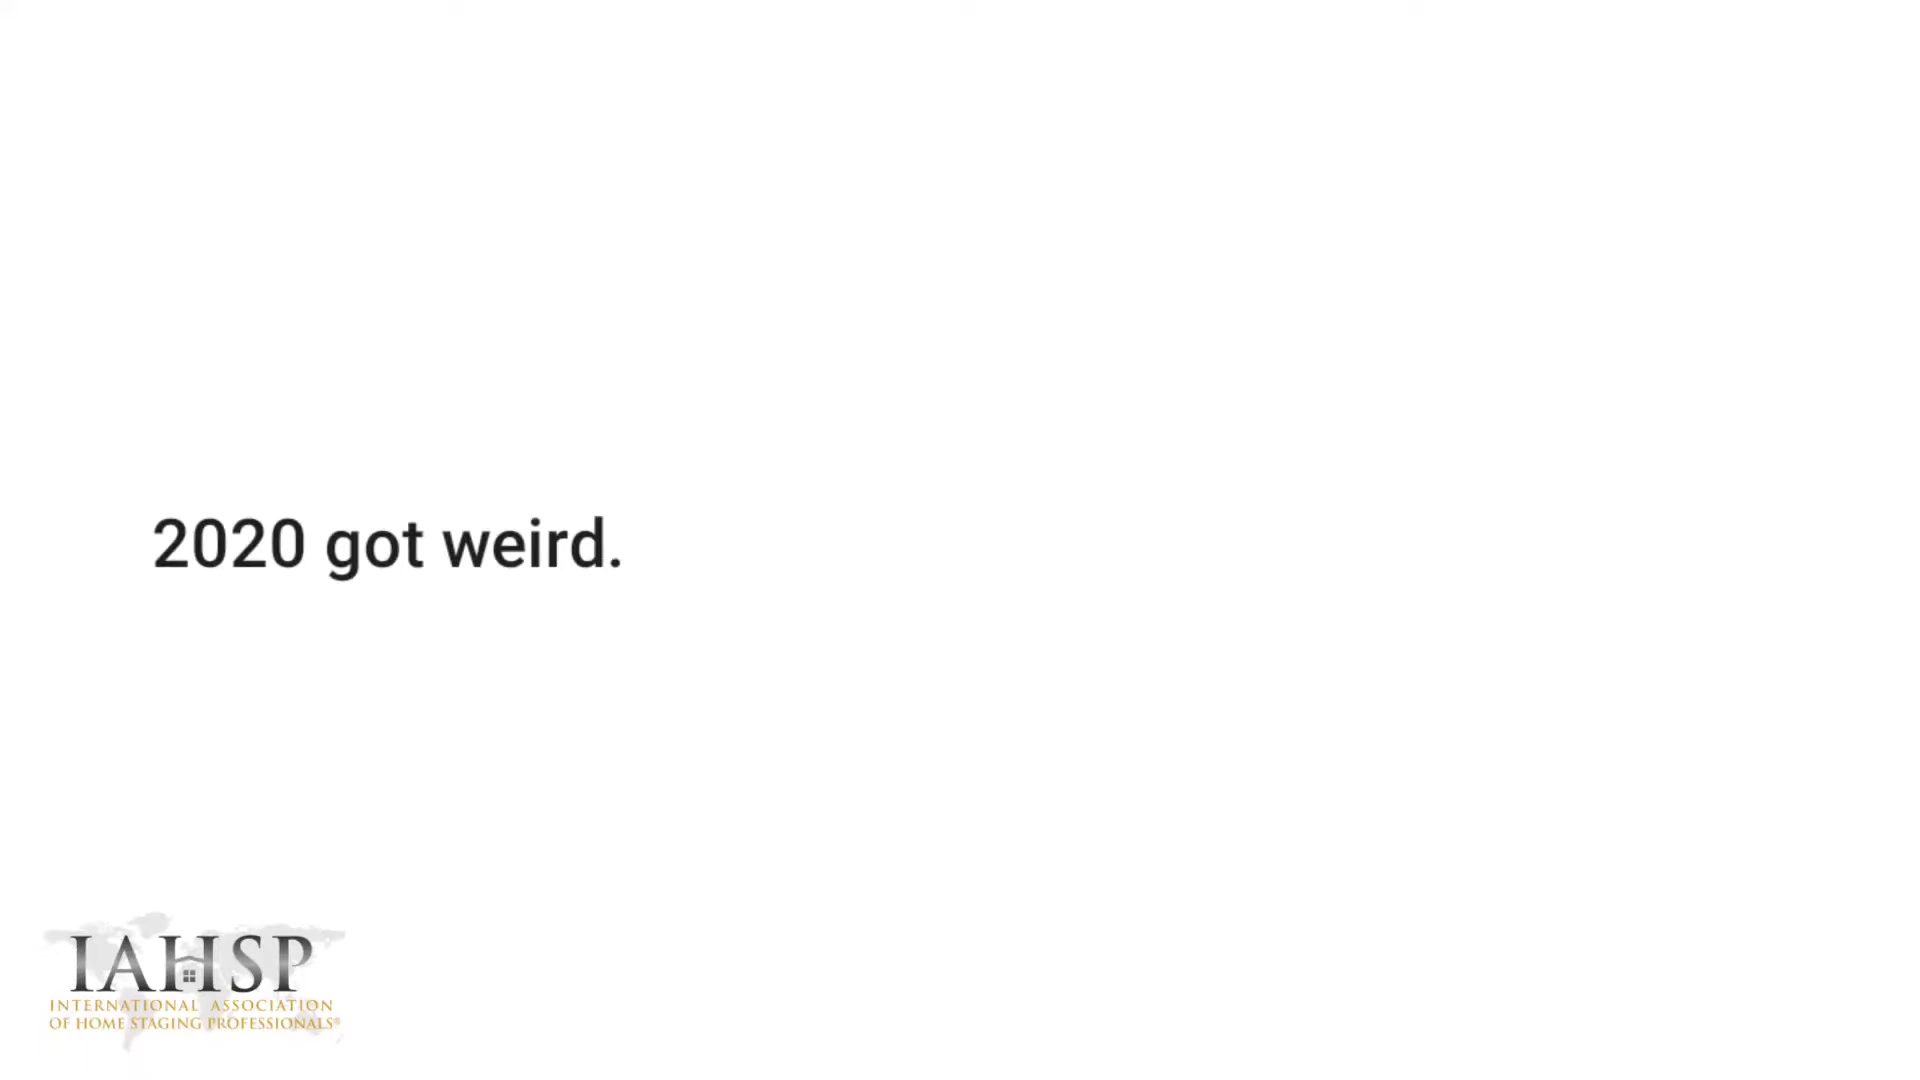 2020 got weird.
IAHSP
INTERNATIONAL ASSOCIATION
OF HOME STAGING PROFESSIONALS®